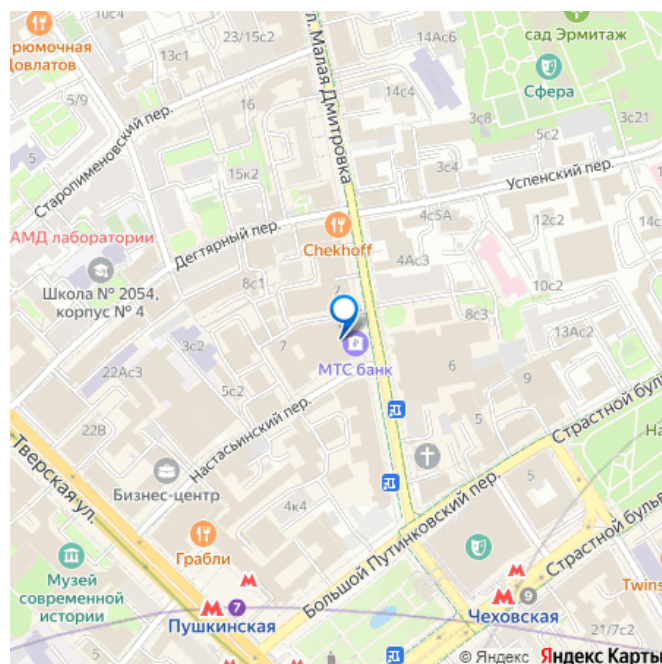 рюмочная
Довлатов
13с1
23/15с2
ул. Малая Дмитровка
14Ас6
сад Эрмитаж
Сфера
5/9
Старопименовский пер.
16
14с4
3с8
3с21
5с2
5
15к2
3с4
Успенский пер.
АМД лаборатории
Дегтярный пер.
Chekhoff
4с5А
12с2
4Ас3
Школа № 2054,
корпус № 4
8с1
7
10с2
8с3
13Ас2
3с2
7
МТС банк
6
9
22Ас3
5с2
5
22В
Настасьинский пер.
Страстной буль
На
Тверская ул.
Бизнес-центр
4к4
Большой Путинковский пер.
5
Грабли
Страстной бульв
Музей
современной
истории
Twins
Пушкинская
7
Чеховская
9
21/7с2
5
© Яндекс Яндекс Карты